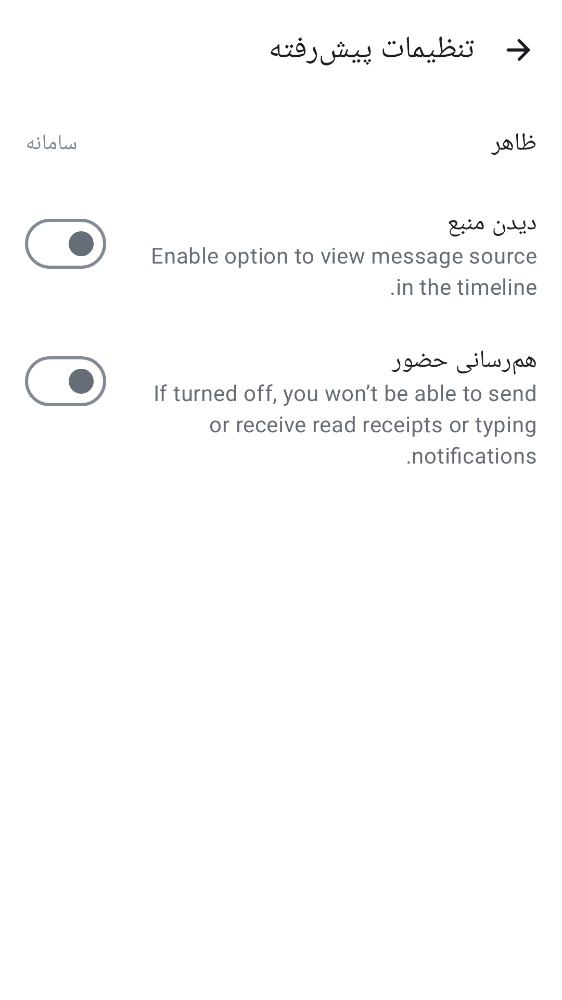 تنظیمات پیش‌رفته
ظاهر
سامانه
دیدن منبع
Enable option to view message source
in the timeline.
هم‌رسانی حضور
If turned off, you won’t be able to send
or receive read receipts or typing
notifications.